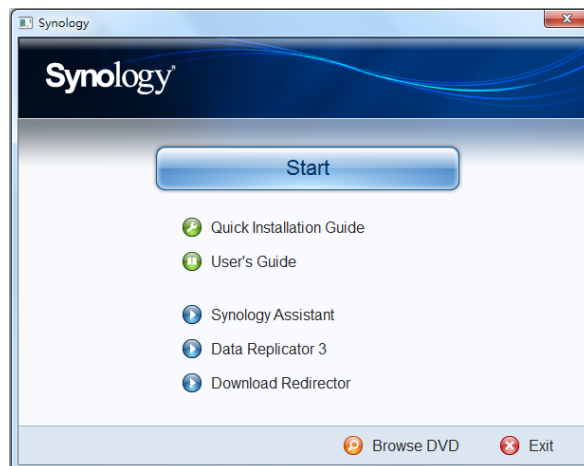 Synology
Synology
Start
Quick Installation Guide
User's Guide
Synology Assistant
Data Replicator 3
Download Redirector
Browse DVD
Exit